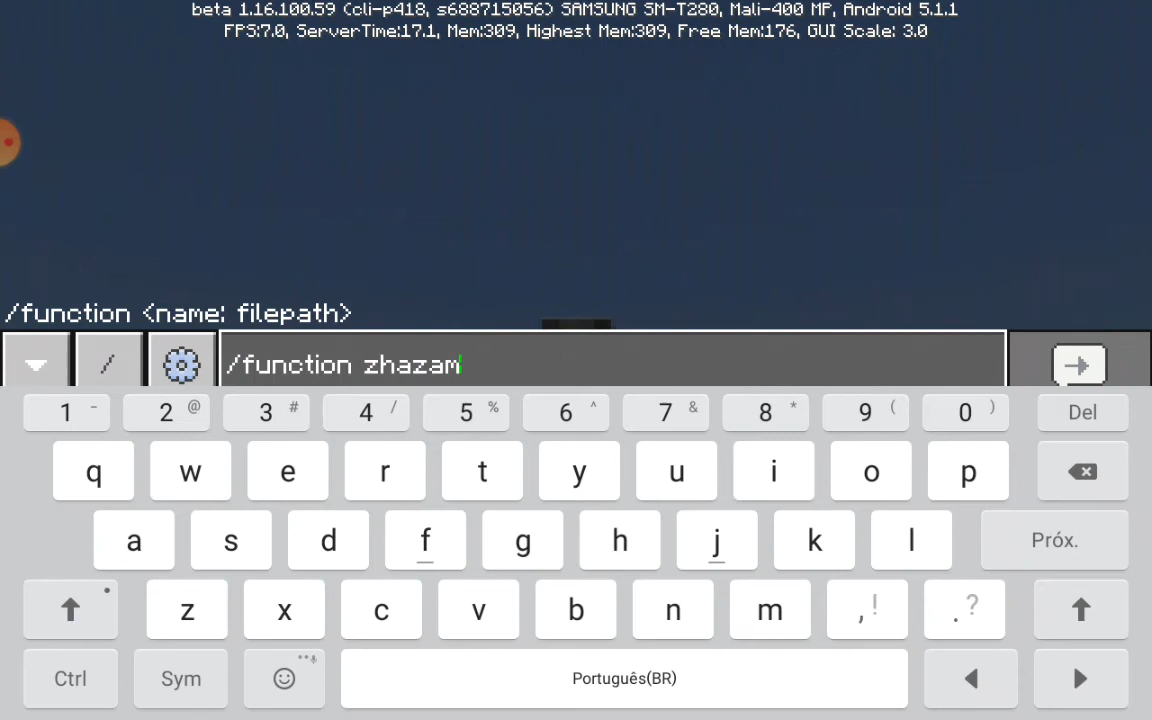 beta 1.16.100.59 (cli-p418, s688715056) SAMSUNG SM-T280, Mali-400 MP, Android 5.1.1
FPS:7.0, ServerTime:17.1, Mem:309, Highest Mem:309, Free Mem:176, GUI Scale: 3.0
/function <name: filepath>
/ /function zhazam
1 - 2 @ 3 # 4 / 5 % 6 ^ 7 & 8 * 9 ( 0 ) Del
q w e r t y u i o p
a s d f g h j k l Próx.
z x c v b n m , ! . ?
Ctrl Sym Português(BR)